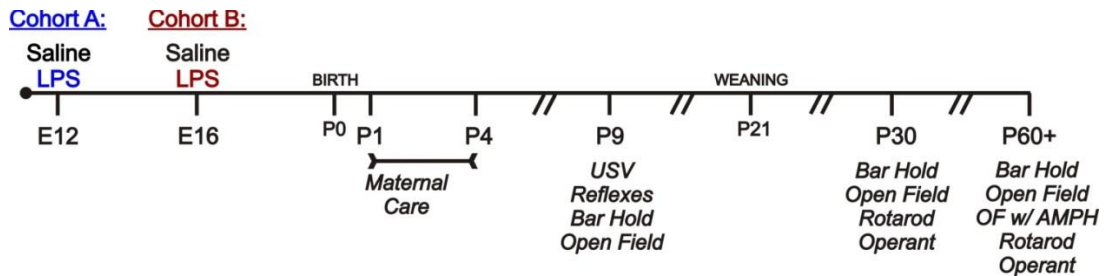 Cohort A: Cohort B:
Saline Saline
LPS LPS
BIRTH WEANING
E12 E16 P0 P1 P4 P9 P21 P30 P60+
Maternal
Care
USV
Reflexes
Bar Hold
Open Field
Bar Hold
Open Field
Rotarod
Operant
Bar Hold
Open Field
OF w/ AMPH
Rotarod
Operant